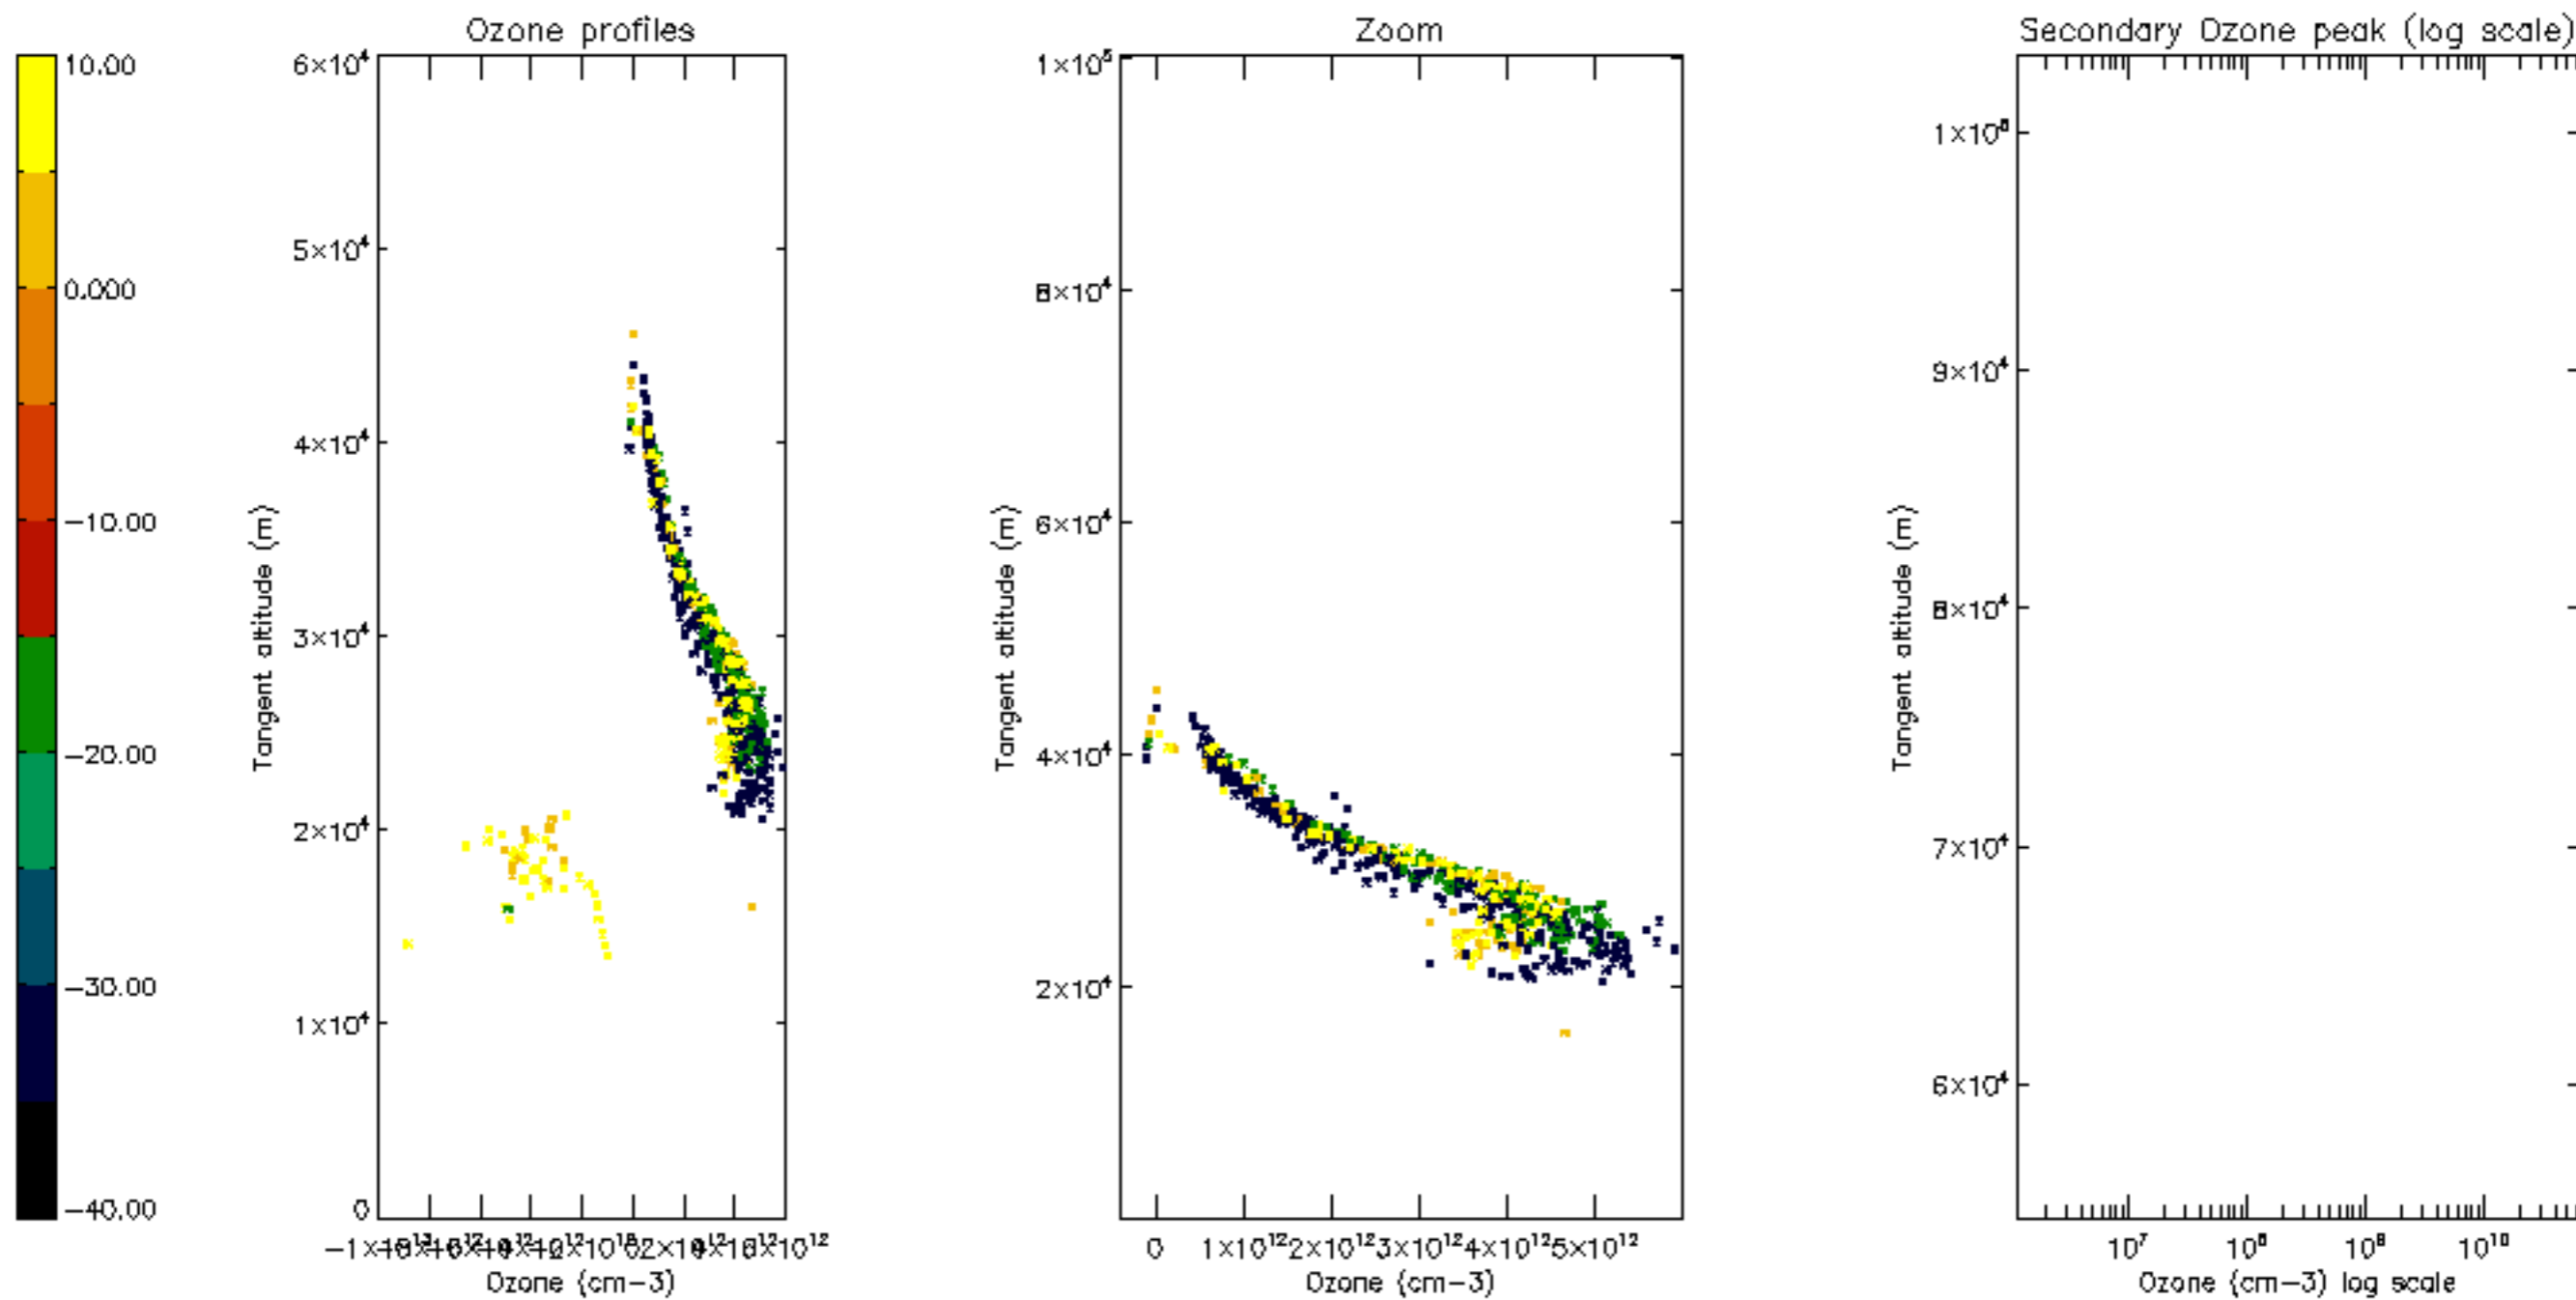 Ozone profiles
Zoom
Secondary Ozone peak (log scale)
10.00
0.000
−10.00
−20.00
−30.00
−40.00
6×10⁴
5×10⁴
4×10⁴
3×10⁴
2×10⁴
1×10⁴
0
Tangent altitude (m)
Ozone (cm−3)
1×10⁵
8×10⁴
6×10⁴
4×10⁴
2×10⁴
Tangent altitude (m)
0 1×10¹² 2×10¹² 3×10¹² 4×10¹² 5×10¹²
Ozone (cm−3)
1×10⁵
9×10⁴
8×10⁴
7×10⁴
6×10⁴
Tangent altitude (m)
10⁷ 10⁸ 10⁹ 10¹⁰
Ozone (cm−3) log scale